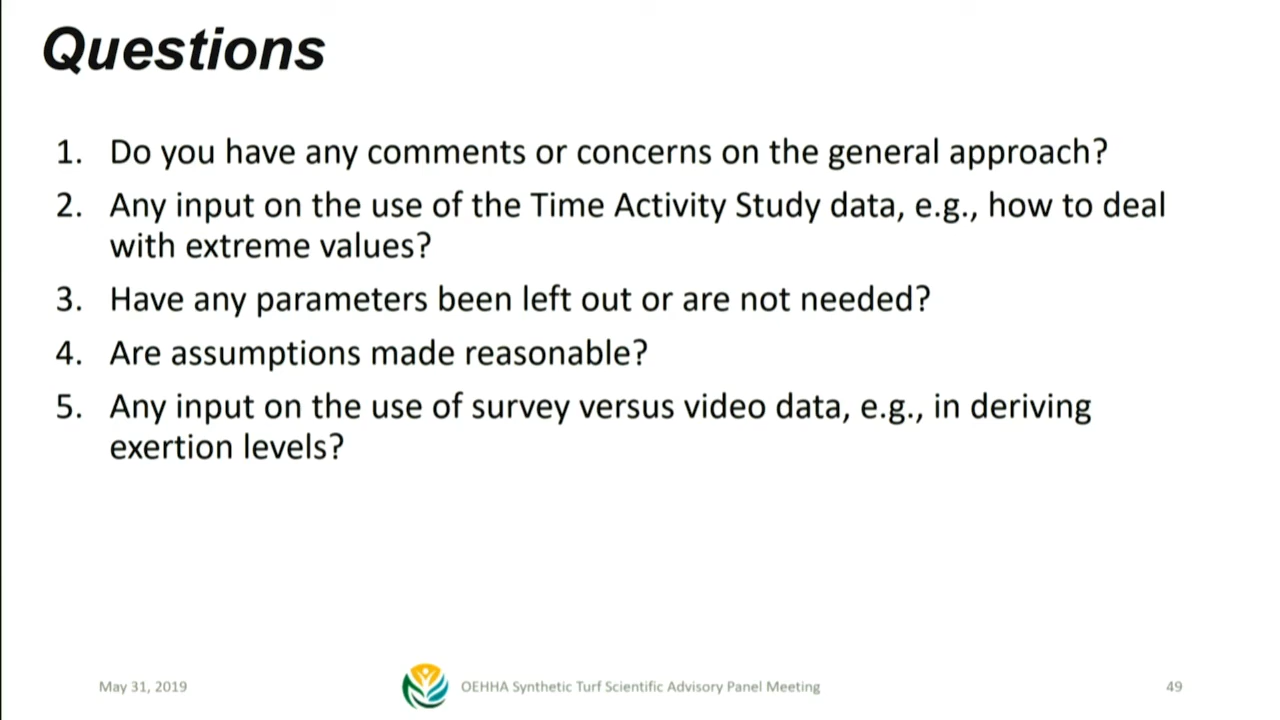 Questions
1. Do you have any comments or concerns on the general approach?
2. Any input on the use of the Time Activity Study data, e.g., how to deal
with extreme values?
3. Have any parameters been left out or are not needed?
4. Are assumptions made reasonable?
5. Any input on the use of survey versus video data, e.g., in deriving
exertion levels?
May 31, 2019
OEHHA Synthetic Turf Scientific Advisory Panel Meeting
49